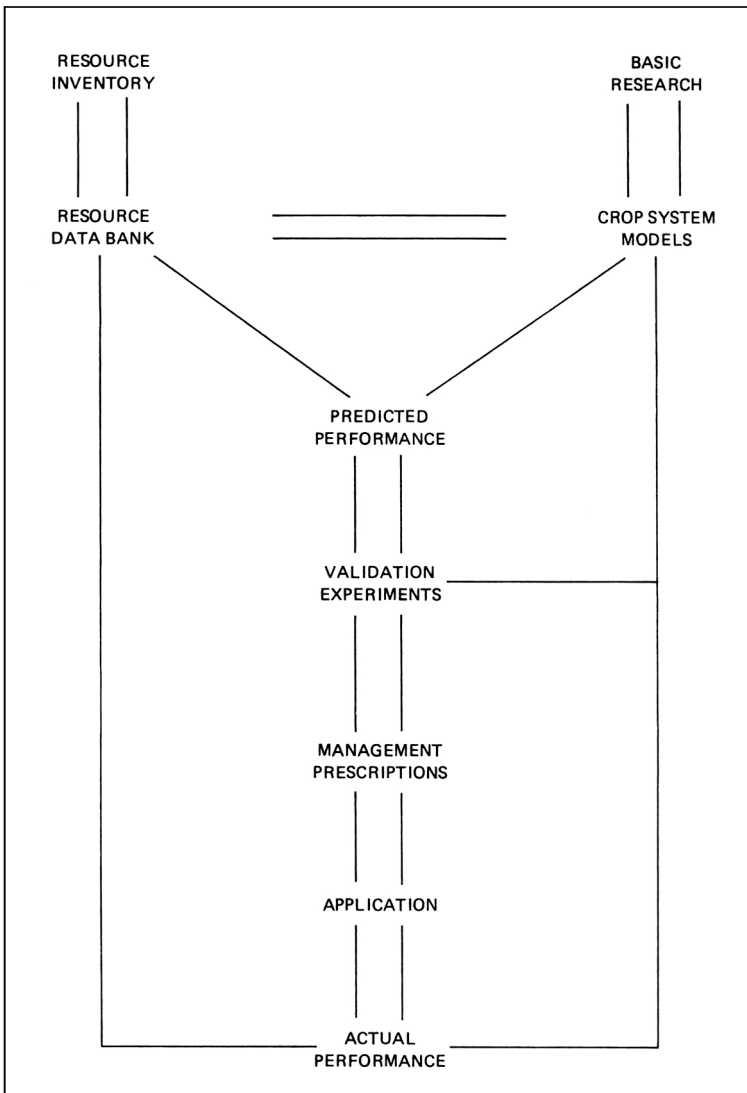 RESOURCE
INVENTORY
BASIC
RESEARCH
RESOURCE
DATA BANK
CROP SYSTEM
MODELS
PREDICTED
PERFORMANCE
VALIDATION
EXPERIMENTS
MANAGEMENT
PRESCRIPTIONS
APPLICATION
ACTUAL
PERFORMANCE